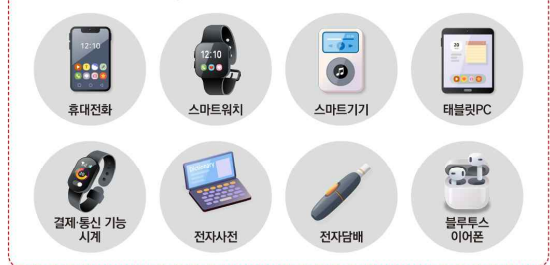 12:10
12:10
휴대전화
스마트워치
스마트기기
태블릿PC
Dictionary
결제·통신 기능
시계
전자사전
전자담배
블루투스
이어폰